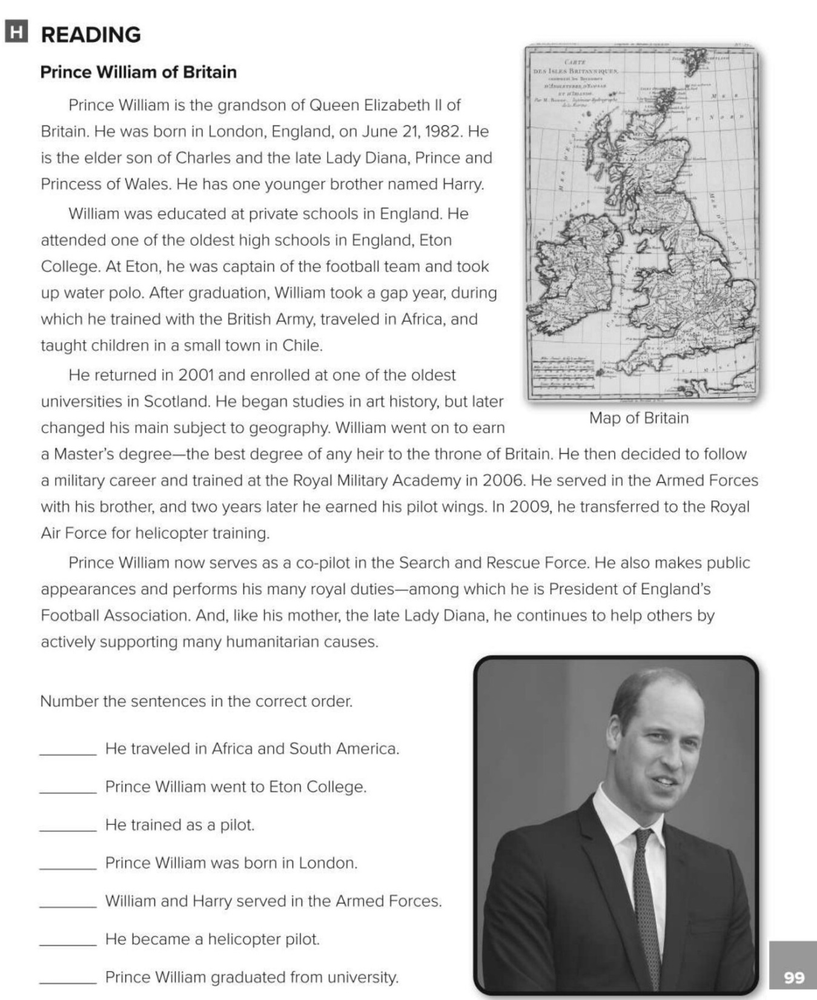 H READING
Prince William of Britain
Prince William is the grandson of Queen Elizabeth II of
Britain. He was born in London, England, on June 21, 1982. He
is the elder son of Charles and the late Lady Diana, Prince and
Princess of Wales. He has one younger brother named Harry.
William was educated at private schools in England. He
attended one of the oldest high schools in England, Eton
College. At Eton, he was captain of the football team and took
up water polo. After graduation, William took a gap year, during
which he trained with the British Army, traveled in Africa, and
taught children in a small town in Chile.
He returned in 2001 and enrolled at one of the oldest
universities in Scotland. He began studies in art history, but later
changed his main subject to geography. William went on to earn
a Master's degree—the best degree of any heir to the throne of Britain. He then decided to follow
a military career and trained at the Royal Military Academy in 2006. He served in the Armed Forces
with his brother, and two years later he earned his pilot wings. In 2009, he transferred to the Royal
Air Force for helicopter training.
Prince William now serves as a co-pilot in the Search and Rescue Force. He also makes public
appearances and performs his many royal duties—among which he is President of England's
Football Association. And, like his mother, the late Lady Diana, he continues to help others by
actively supporting many humanitarian causes.
CARTE
DES ISLES BRITANNIQUES,
Map of Britain
Number the sentences in the correct order.
He traveled in Africa and South America.
Prince William went to Eton College.
He trained as a pilot.
Prince William was born in London.
William and Harry served in the Armed Forces.
He became a helicopter pilot.
Prince William graduated from university.
99